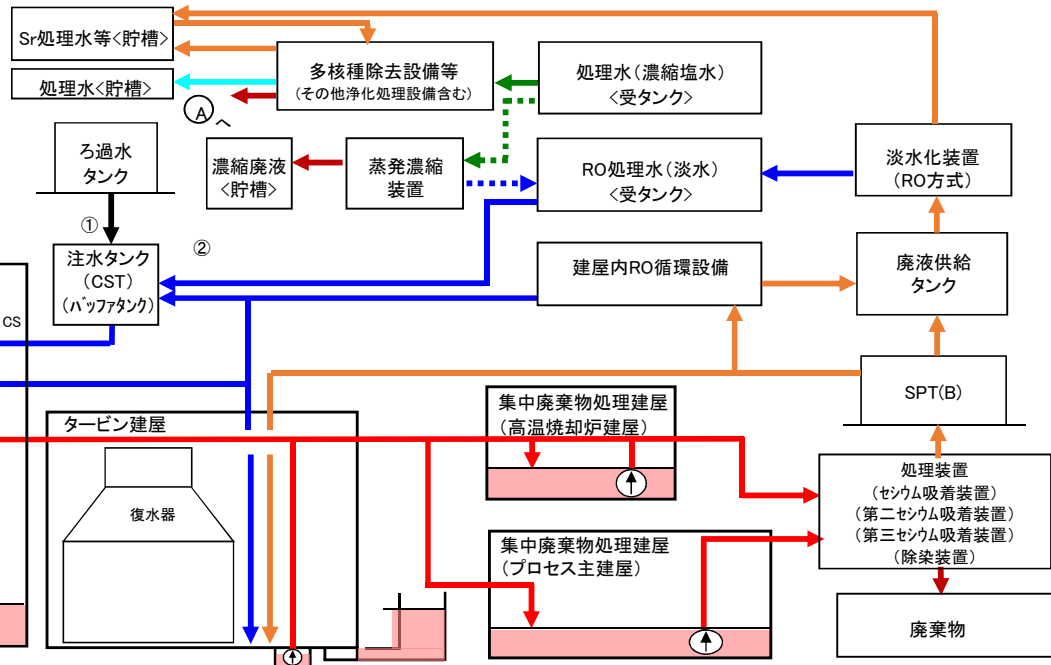 Sr処理水等<貯槽>
処理水<貯槽>
多核種除去設備等
(その他浄化処理設備含む)
処理水(濃縮塩水)
<受タンク>
Aへ
ろ過水
タンク
濃縮廃液
<貯槽>
蒸発濃縮
装置
RO処理水(淡水)
<受タンク>
淡水化装置
(RO方式)
①
②
注水タンク
(CST)
(バッファタンク)
建屋内RO循環設備
廃液供給
タンク
CS
SPT(B)
タービン建屋
復水器
集中廃棄物処理建屋
(高温焼却炉建屋)
処理装置
(セシウム吸着装置)
(第二セシウム吸着装置)
(第三セシウム吸着装置)
(除染装置)
集中廃棄物処理建屋
(プロセス主建屋)
廃棄物